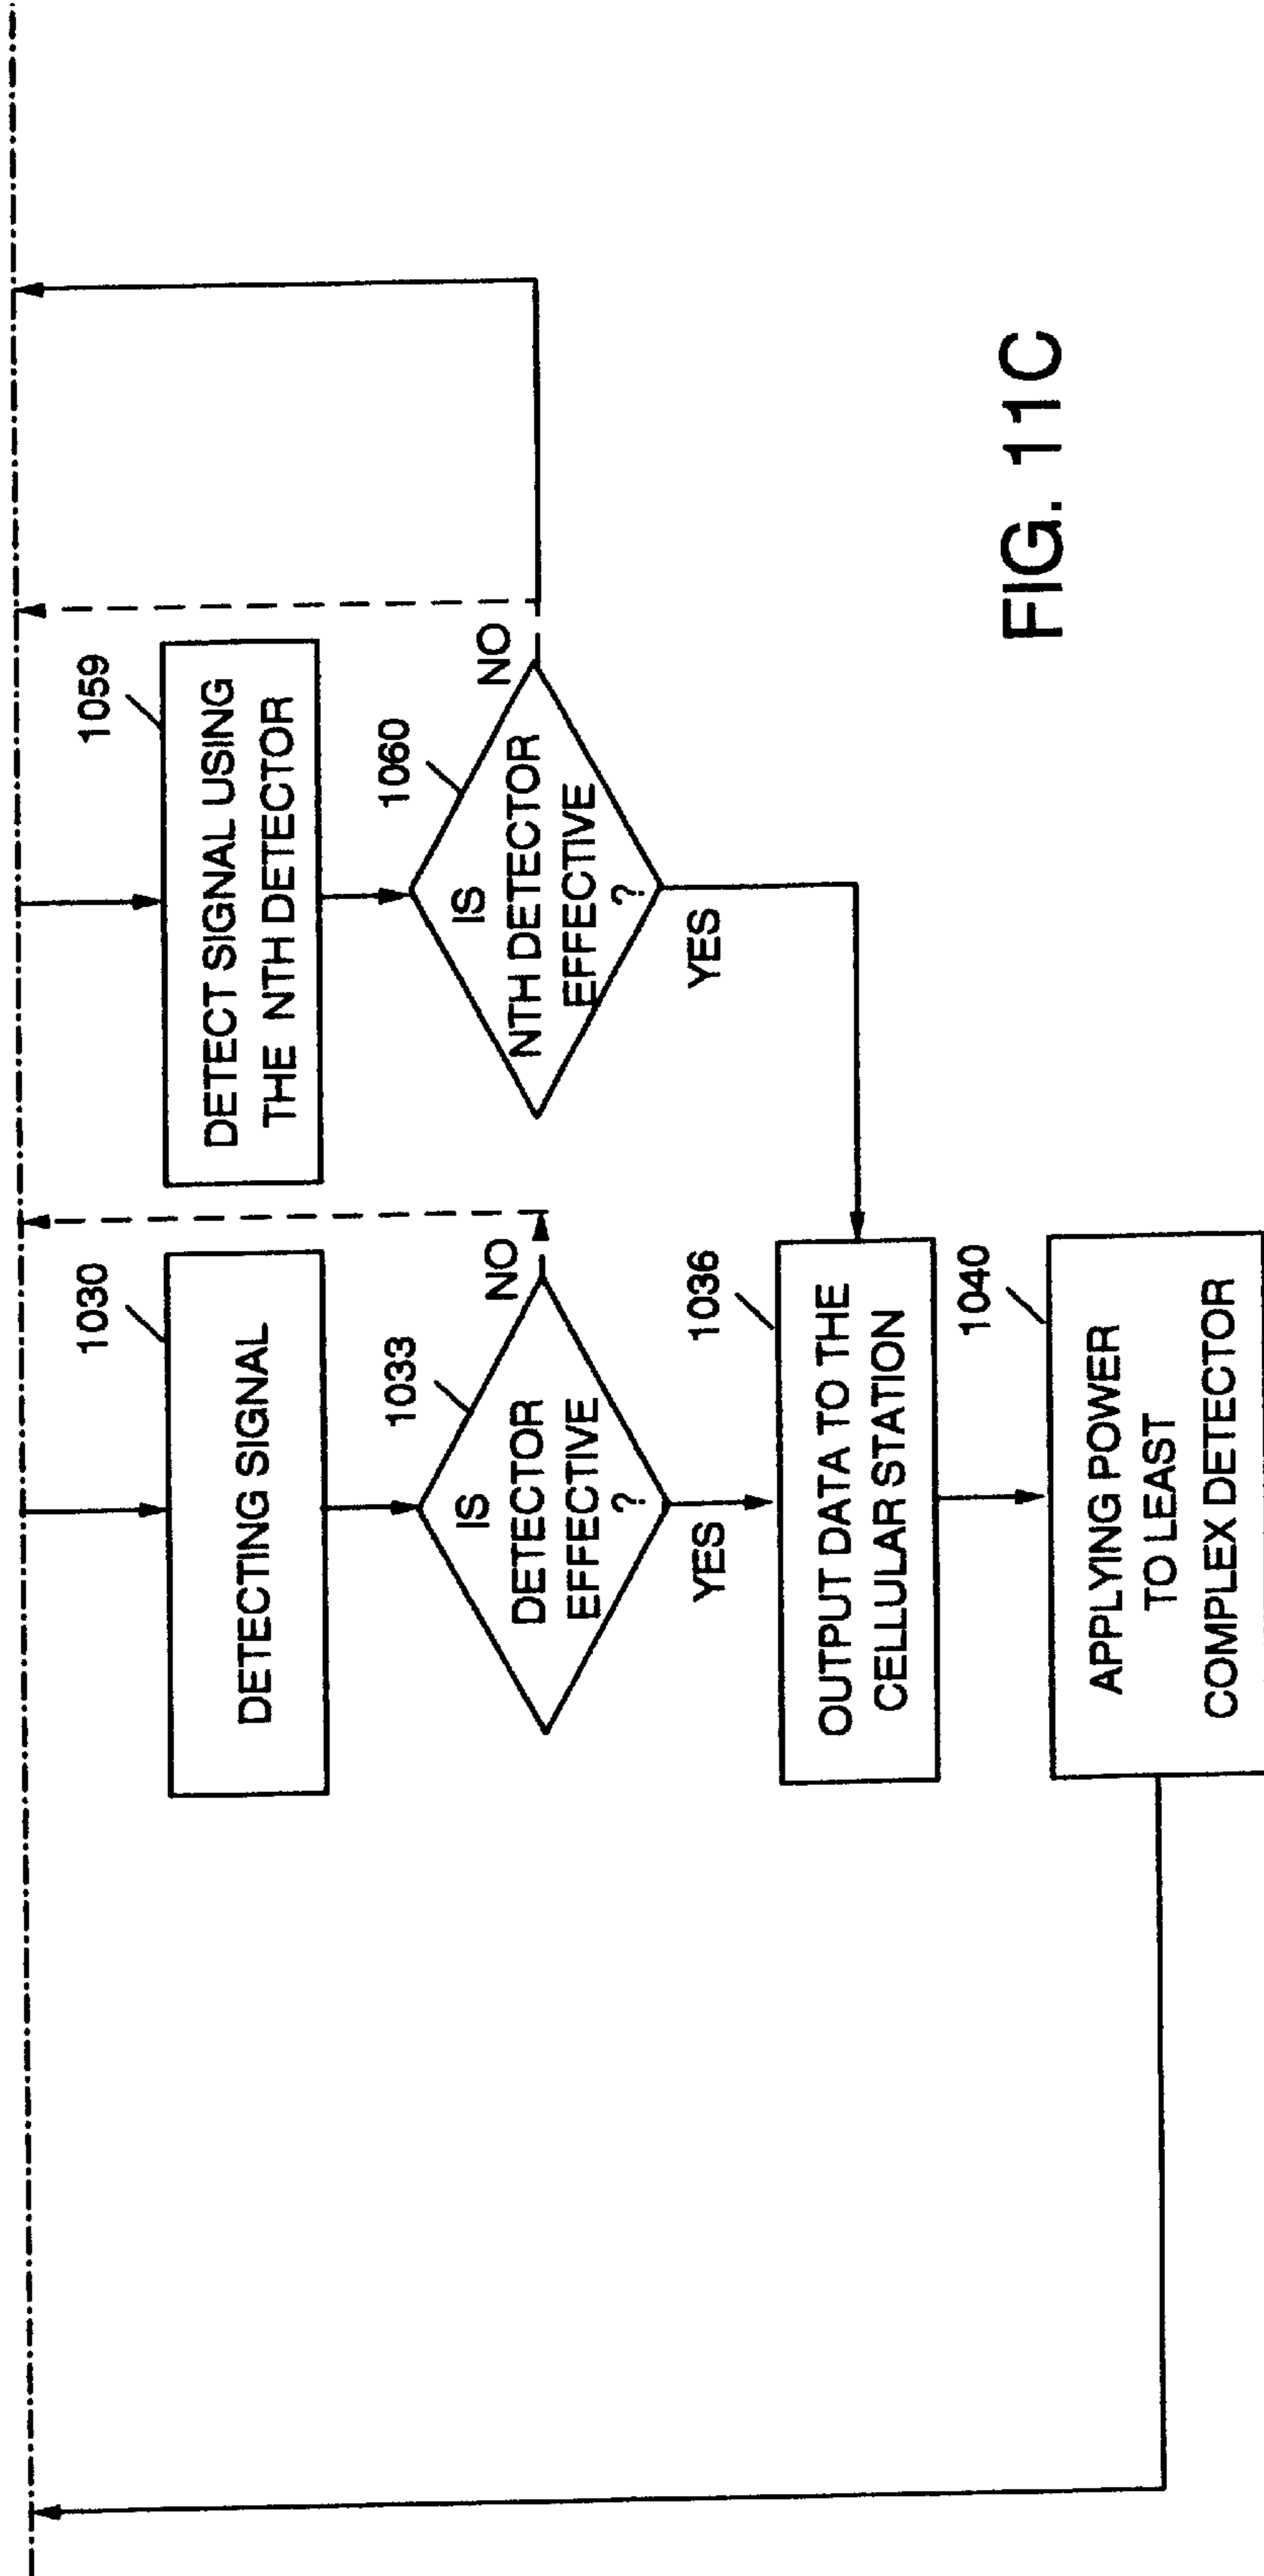 1030
DETECTING SIGNAL
1033
IS
DETECTOR
EFFECTIVE
?
NO
YES
1036
OUTPUT DATA TO THE
CELLULAR STATION
1040
APPLYING POWER
TO LEAST
COMPLEX DETECTOR
1059
DETECT SIGNAL USING
THE NTH DETECTOR
1060
IS
NTH DETECTOR
EFFECTIVE
?
NO
YES
FIG. 11C